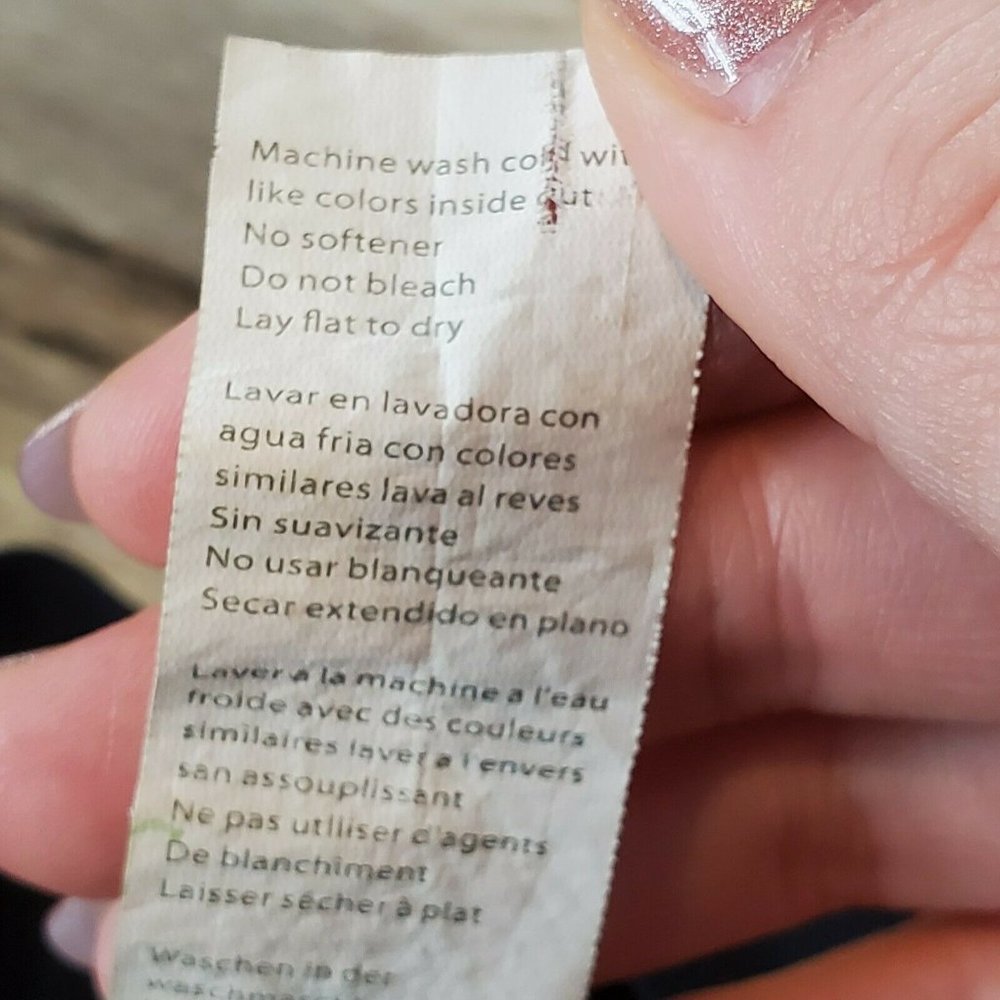 Machine wash cold wi
like colors inside out
No softener
Do not bleach
Lay flat to dry
Lavar en lavadora con
agua fria con colores
similares lava al reves
Sin suavizante
No usar blanqueante
Secar extendido en plano
Laver a la machine a l'eau
froide avec des couleurs
similaires laver a l'envers
san assouplissant
Ne pas utiliser d'agents
De blanchiment
Laisser sécher à plat
Waschen in der